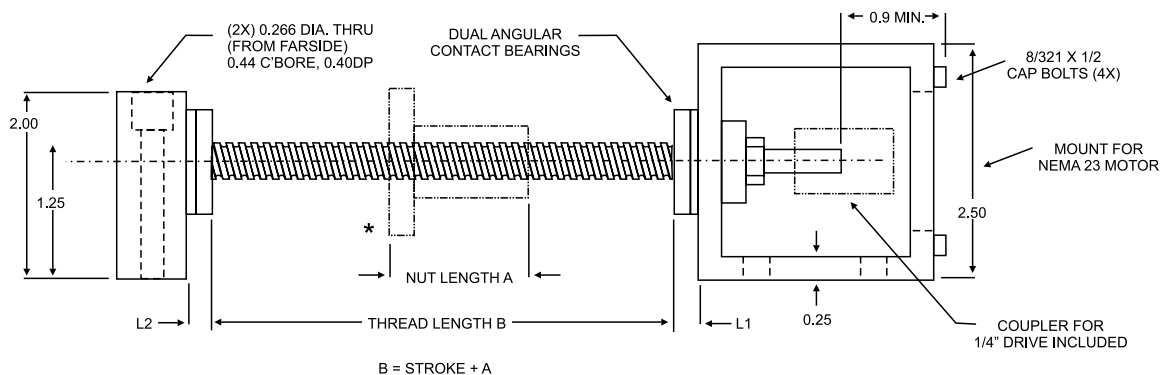 (2X) 0.266 DIA. THRU
(FROM FARSIDE)
0.44 C'BORE, 0.40DP
DUAL ANGULAR
CONTACT BEARINGS
0.9 MIN.
8/321 X 1/2
CAP BOLTS (4X)
2.00
1.25
MOUNT FOR
NEMA 23 MOTOR
2.50
*
NUT LENGTH A
L2
THREAD LENGTH B
L1
0.25
COUPLER FOR
1/4" DRIVE INCLUDED
B = STROKE + A